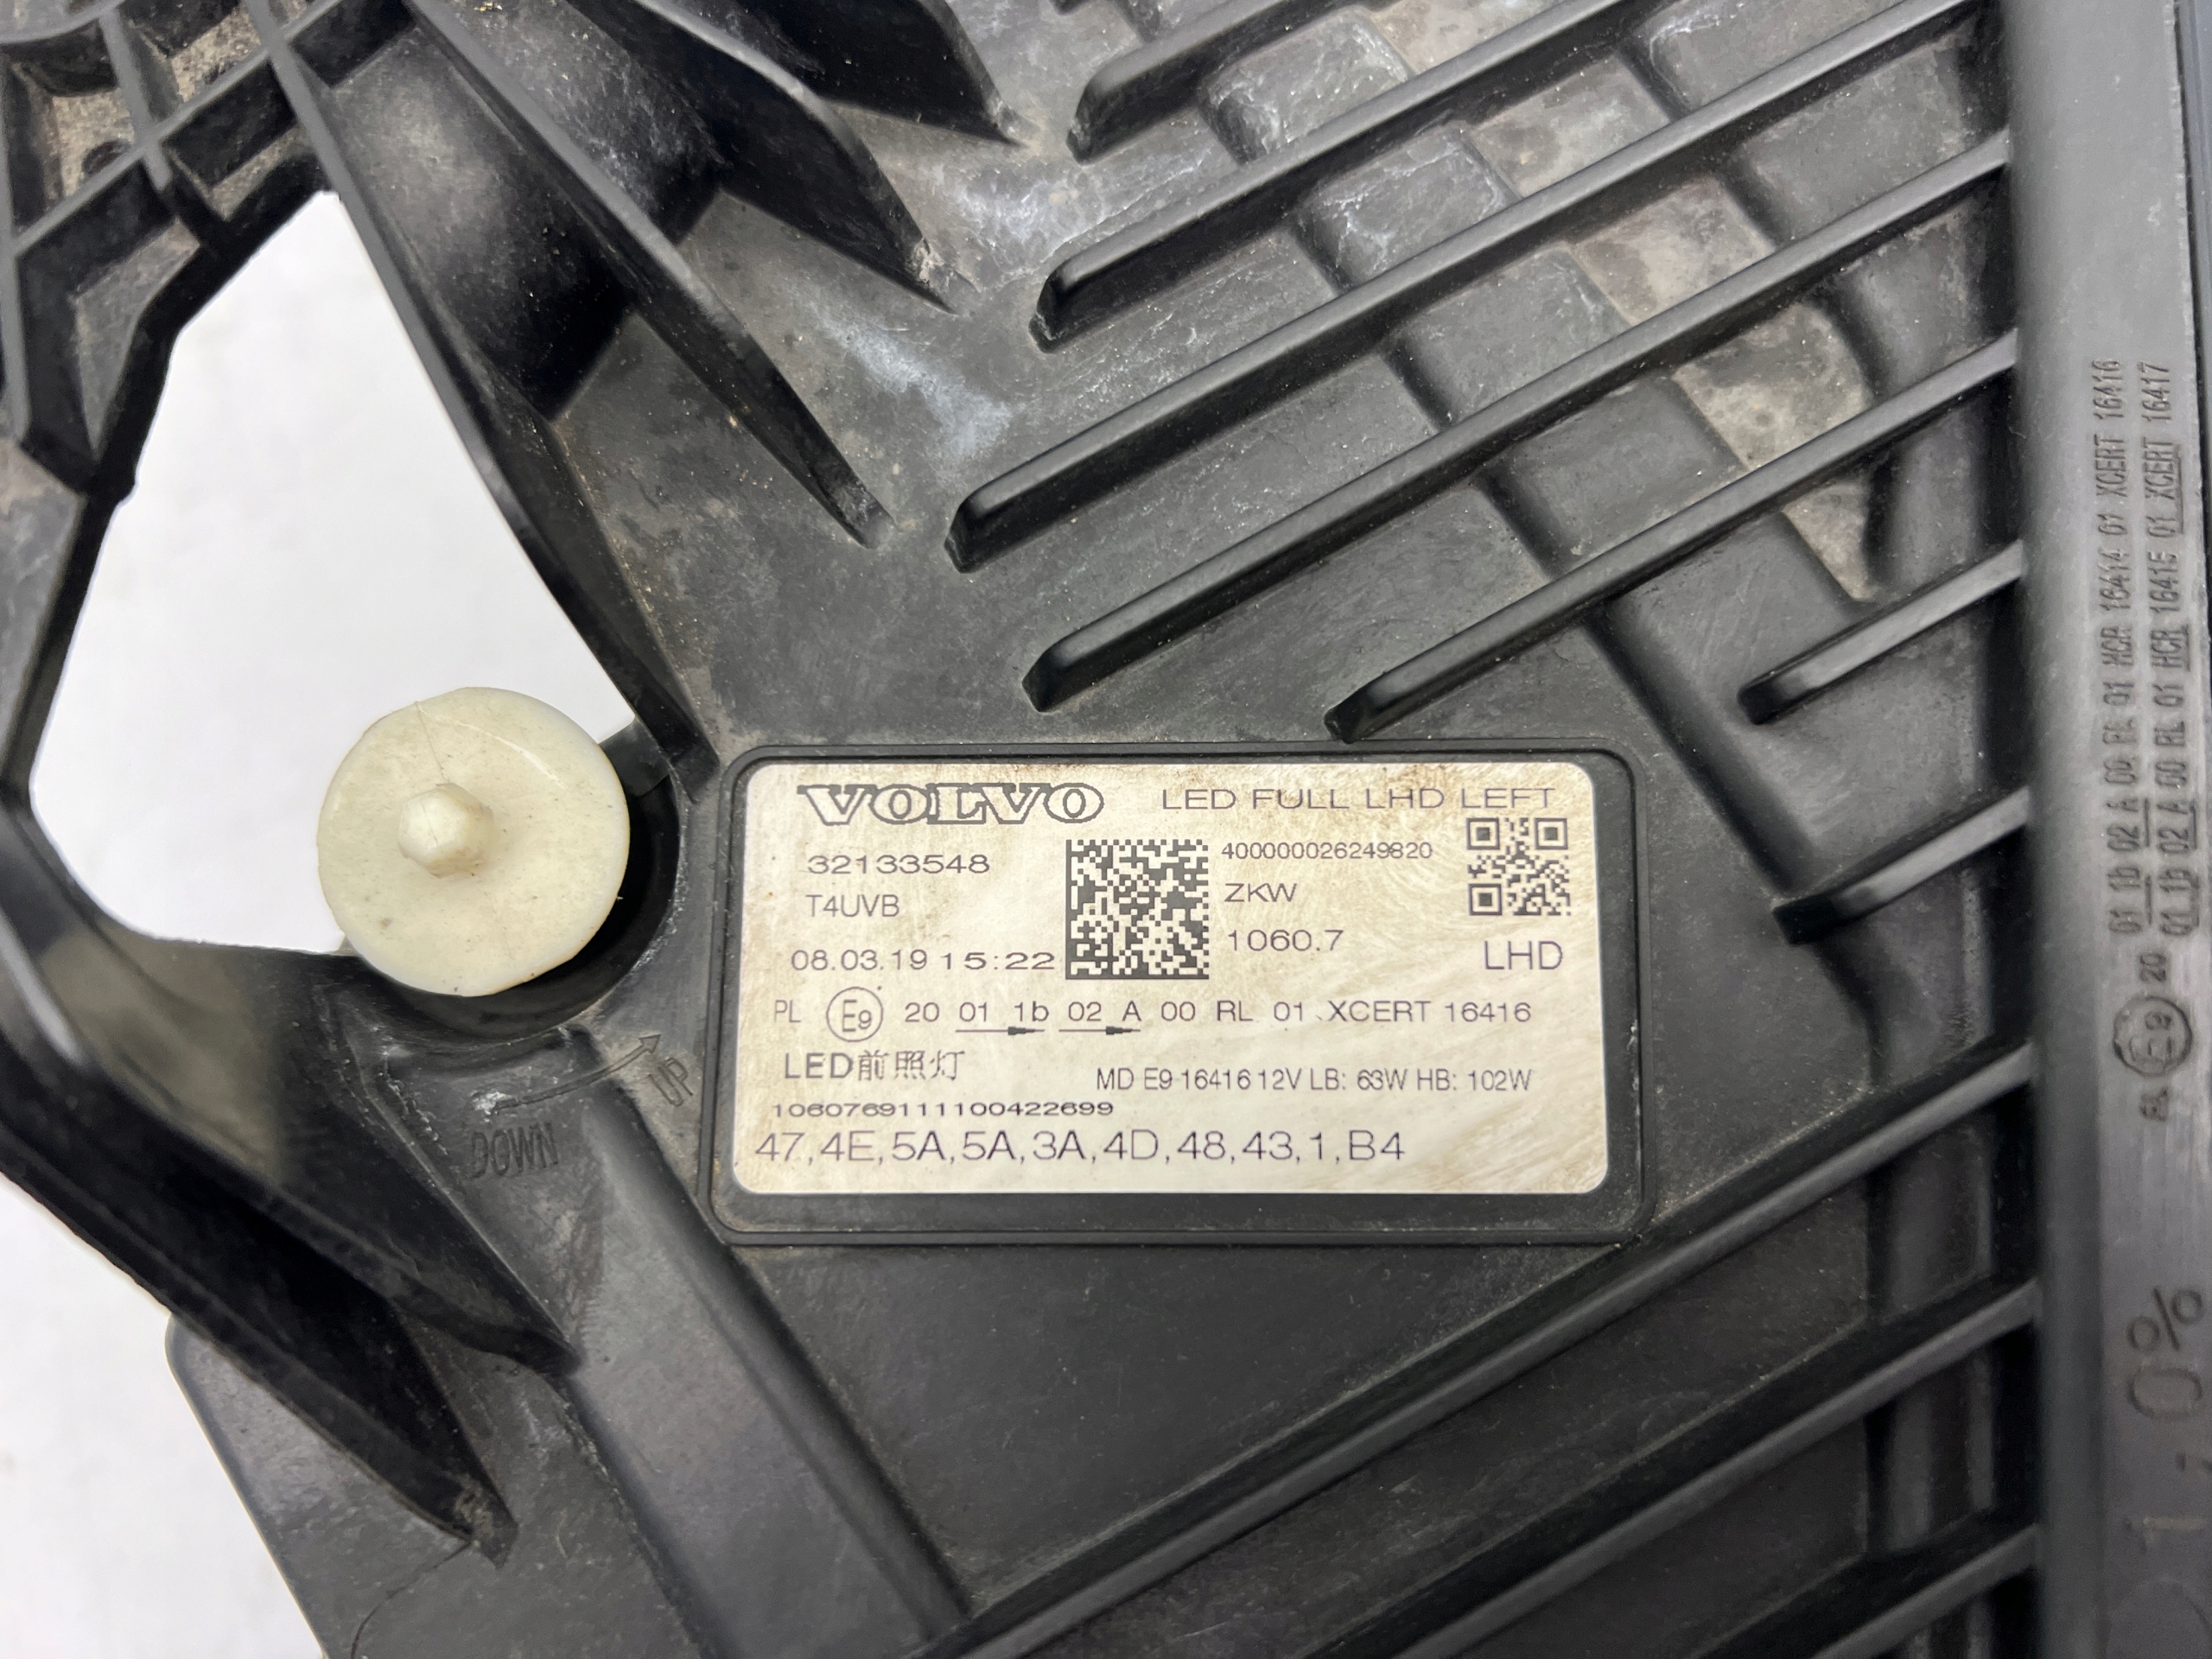 VOLVO LED FULL LHD LEFT
32133548
T4UVB
08.03.19 15:22
400000026249820
ZKW
1060.7
LHD
PL E9 20 01 1b 02 A 00 RL 01 XCERT 16416
LED前照灯
MD E9 16416 12V LB: 63W HB: 102W
1060769111100422699
47,4E,5A,5A,3A,4D,48,43,1,B4
UP
DOWN
E9 20 01 1b 02 A 00 RL 01 HCR 16414 01 XCERT 16416
01 1b 02 A 00 RL 01 HCR 16415 01 XCERT 16417
0%